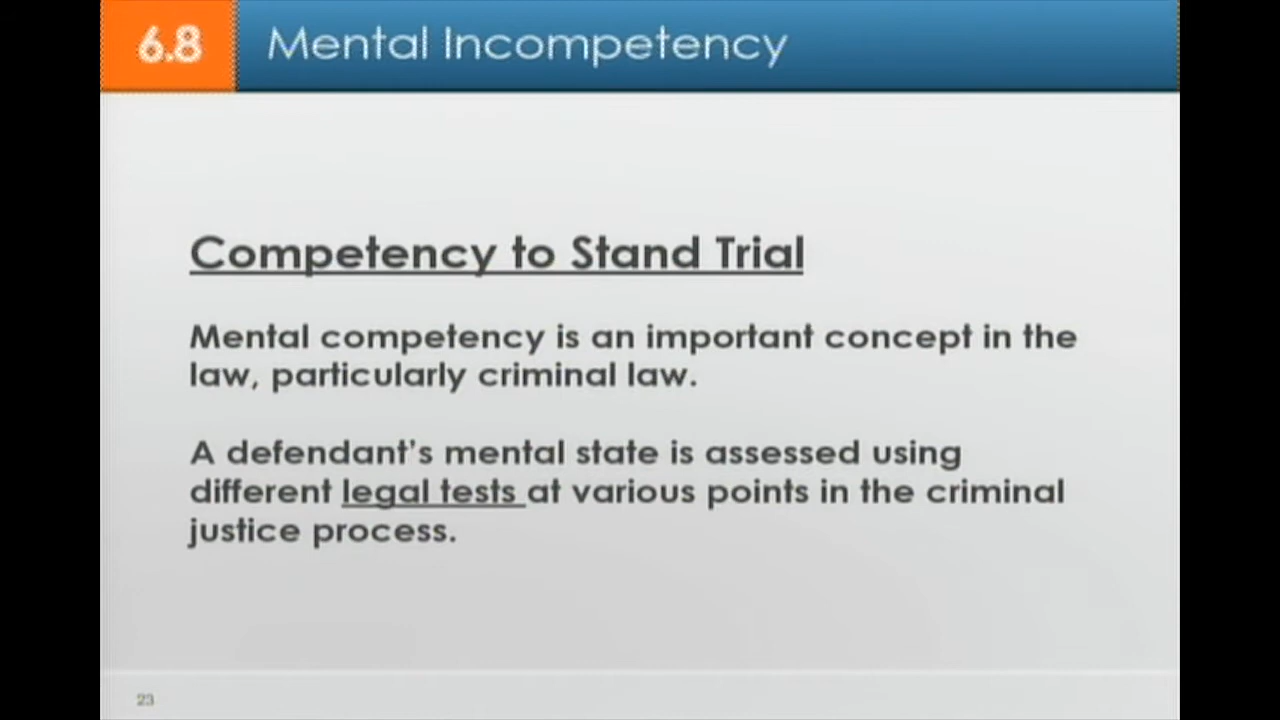 6.8 Mental Incompetency
Competency to Stand Trial
Mental competency is an important concept in the
law, particularly criminal law.
A defendant's mental state is assessed using
different legal tests at various points in the criminal
justice process.
23